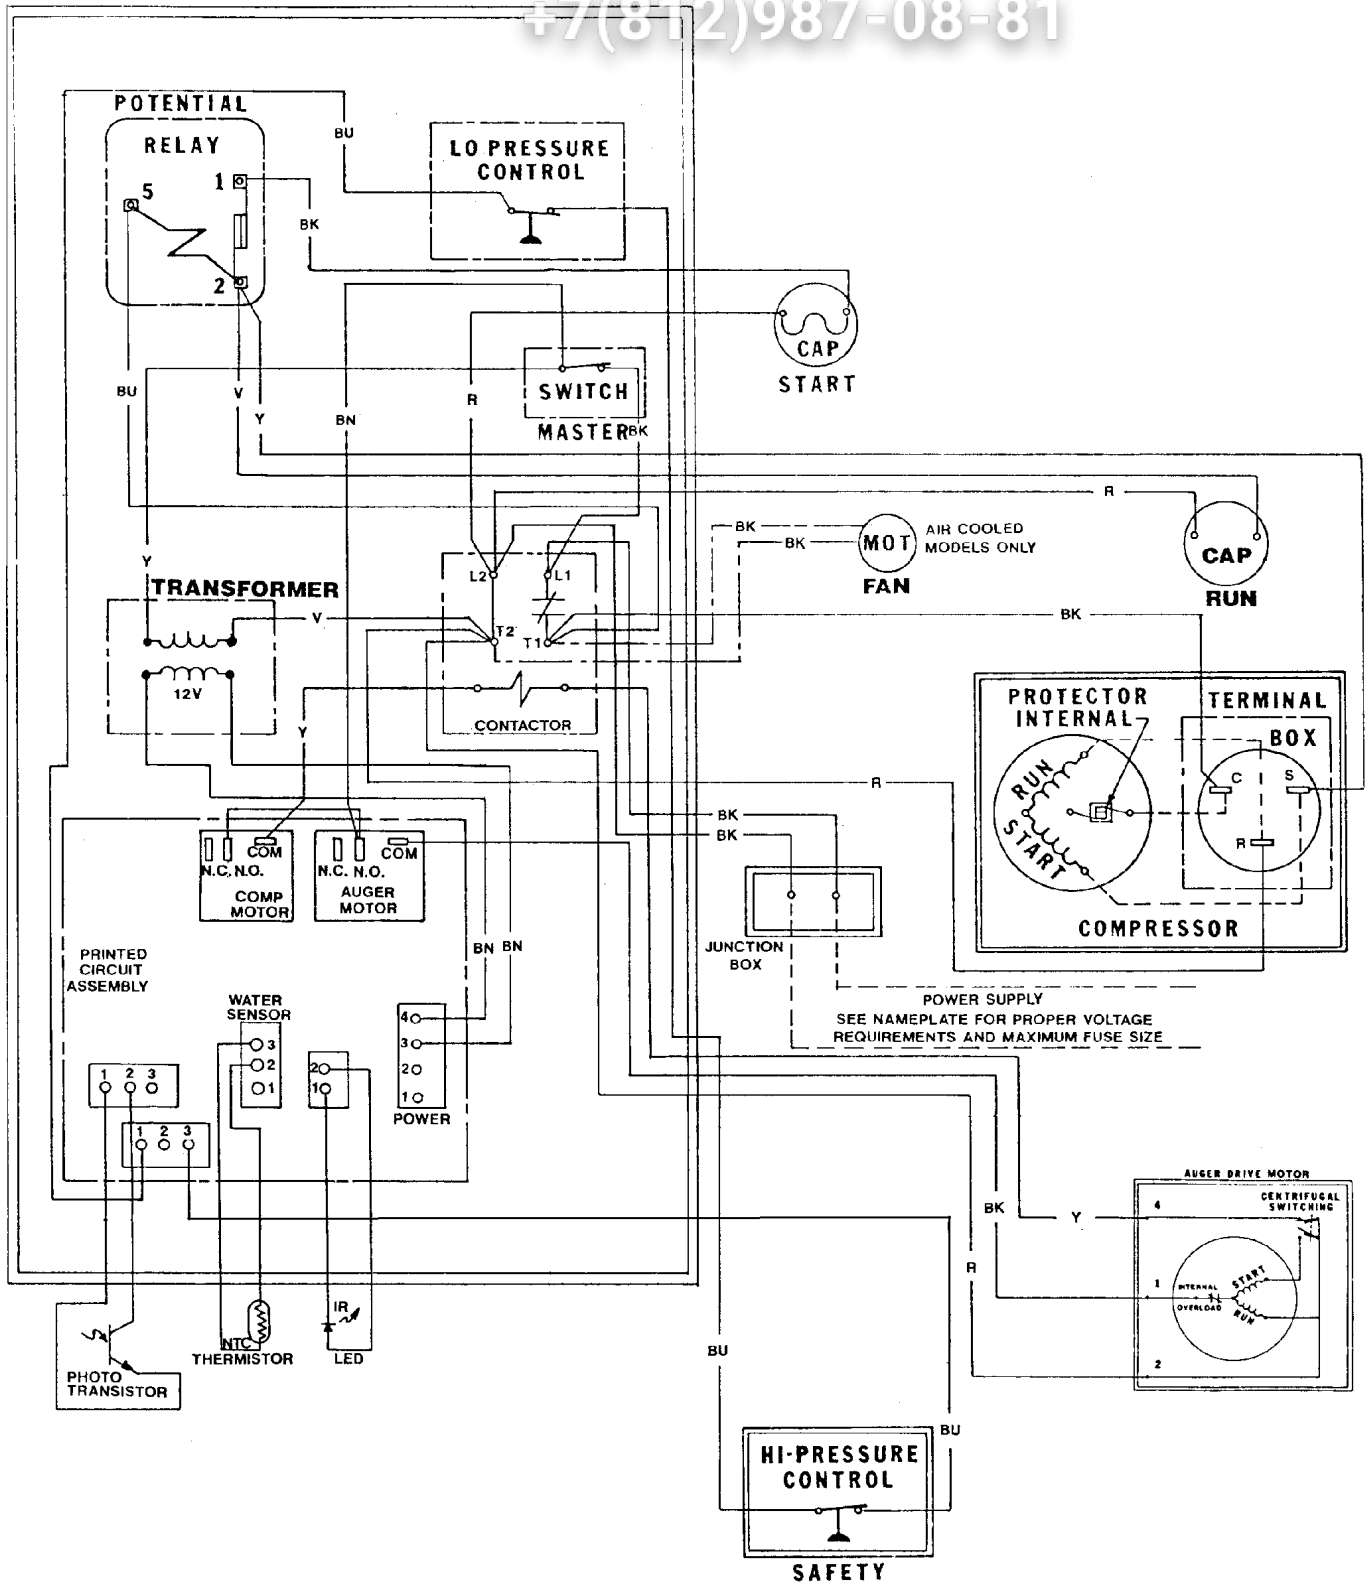 +7(812)987-08-81
POTENTIAL
RELAY
5
1
2
BU
LO PRESSURE
CONTROL
BK
CAP
START
SWITCH
MASTER
BK
BU
V
Y
BN
R
R
CAP
RUN
BK
BK
MOT
FAN
AIR COOLED
MODELS ONLY
Y
TRANSFORMER
12V
V
L2
L1
T2
T1
CONTACTOR
BK
Y
PROTECTOR
INTERNAL
TERMINAL
BOX
RUN
START
C
S
R
COMPRESSOR
R
BK
BK
JUNCTION
BOX
COM
N.C. N.O.
COMP
MOTOR
COM
N.C. N.O.
AUGER
MOTOR
BN
BN
PRINTED
CIRCUIT
ASSEMBLY
WATER
SENSOR
3
2
1
2
1
4
3
2
1
POWER
1 2 3
1 2 3
POWER SUPPLY
SEE NAMEPLATE FOR PROPER VOLTAGE
REQUIREMENTS AND MAXIMUM FUSE SIZE
AUGER DRIVE MOTOR
CENTRIFUGAL
SWITCHING
4
1
2
INTERNAL
OVERLOAD
START
RUN
BK
Y
R
PHOTO
TRANSISTOR
NTC
THERMISTOR
IR
LED
BU
BU
HI-PRESSURE
CONTROL
SAFETY